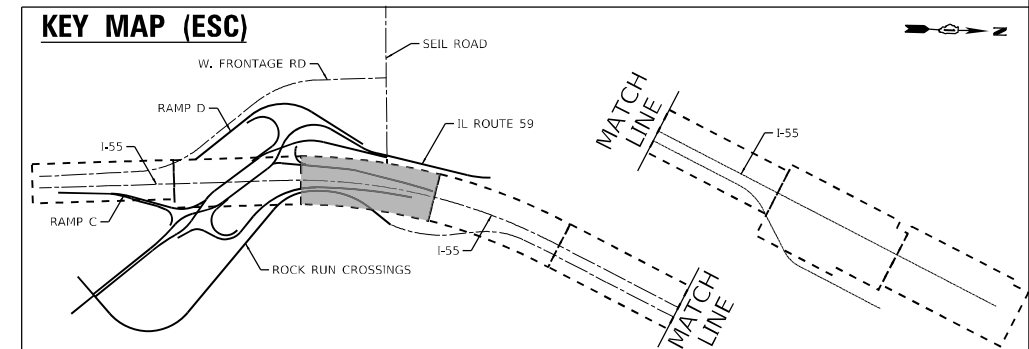 KEY MAP (ESC)
N
SEIL ROAD
W. FRONTAGE RD
RAMP D
IL ROUTE 59
MATCH
LINE
I-55
I-55
RAMP C
I-55
ROCK RUN CROSSINGS
MATCH
LINE